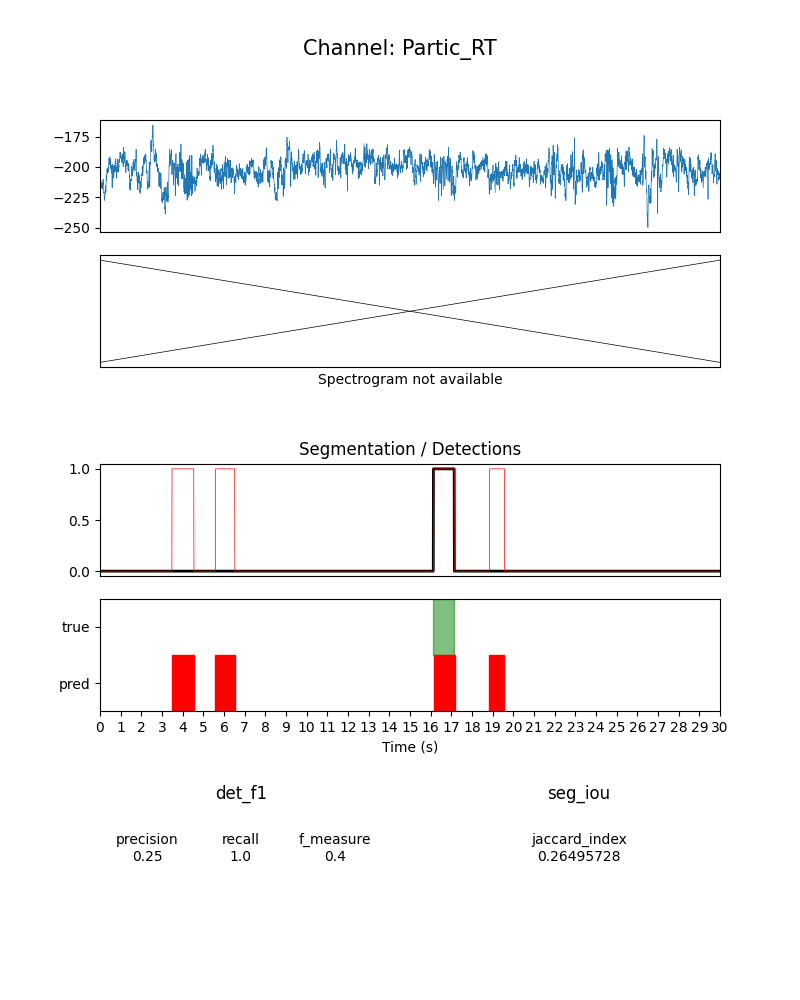 Channel: Partic_RT
−175
−200
−225
−250
Spectrogram not available
Segmentation / Detections
1.0
0.5
0.0
true
pred
0 1 2 3 4 5 6 7 8 9 10 11 12 13 14 15 16 17 18 19 20 21 22 23 24 25 26 27 28 29 30
Time (s)
det_f1 seg_iou
precision recall f_measure jaccard_index
0.25 1.0 0.4 0.26495728